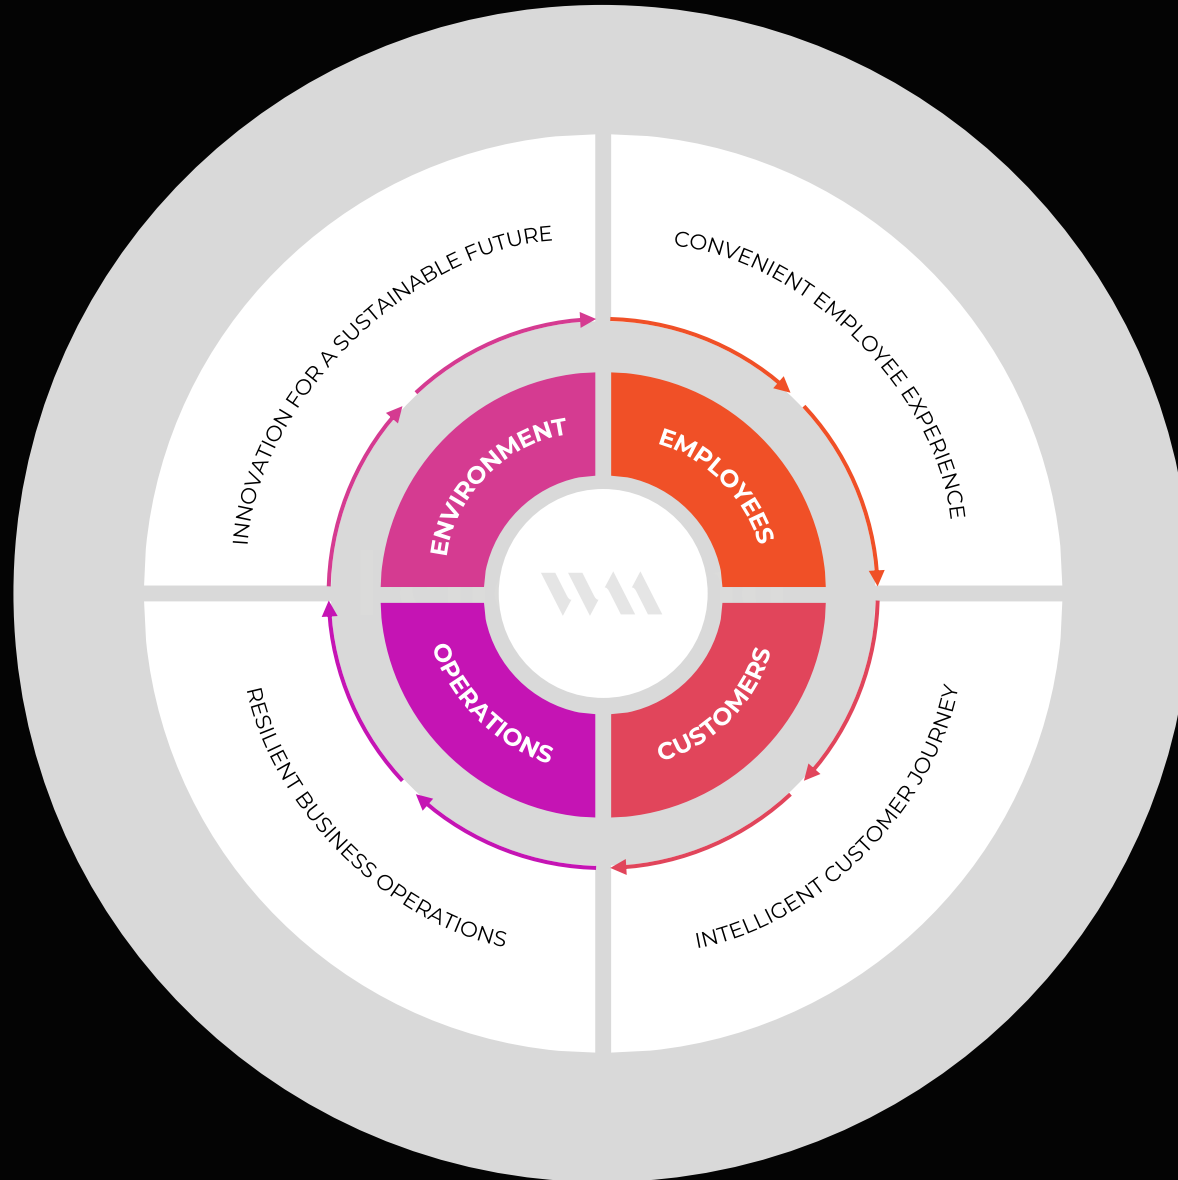 INNOVATION FOR A SUSTAINABLE FUTURE
CONVENIENT EMPLOYEE EXPERIENCE
ENVIRONMENT
EMPLOYEES
OPERATIONS
CUSTOMERS
RESILIENT BUSINESS OPERATIONS
INTELLIGENT CUSTOMER JOURNEY